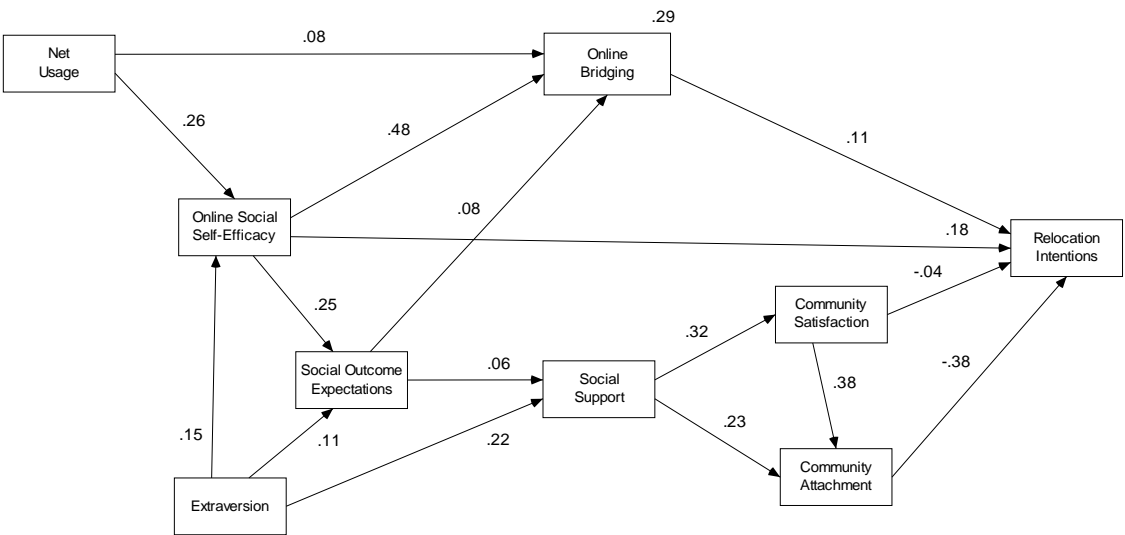 .29
Net
Usage
.08
Online
Bridging
.26
.48
.11
.08
Online Social
Self-Efficacy
.18
Relocation
Intentions
.25
-.04
Community
Satisfaction
.32
Social Outcome
Expectations
.06
Social
Support
.38
-.38
.23
.15
.11
.22
Community
Attachment
Extraversion